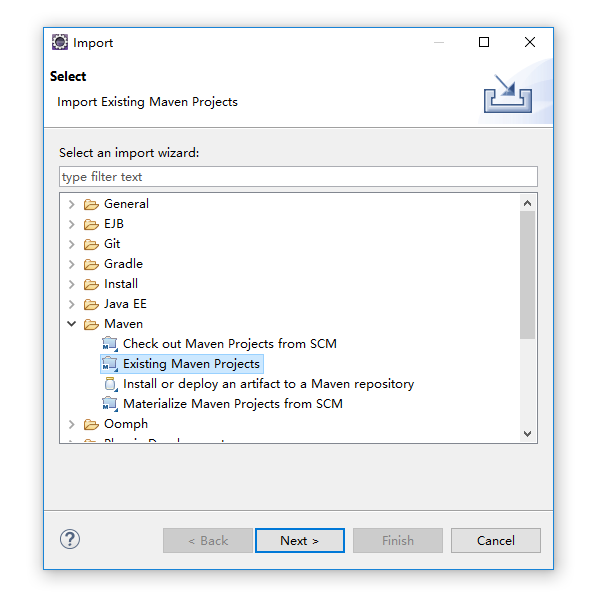 Import
Select
Import Existing Maven Projects
Select an import wizard:
type filter text
General
EJB
Git
Gradle
Install
Java EE
Maven
Check out Maven Projects from SCM
Existing Maven Projects
Install or deploy an artifact to a Maven repository
Materialize Maven Projects from SCM
Oomph
< Back
Next >
Finish
Cancel